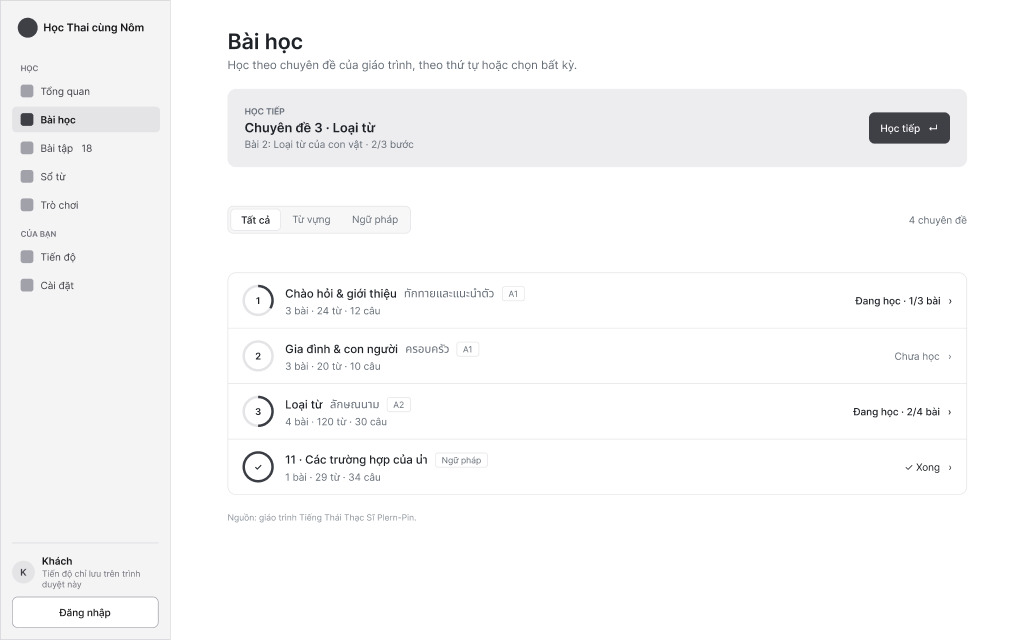 Học Thai cùng Nôm
HỌC
Tổng quan
Bài học
Bài tập 18
Sổ từ
Trò chơi
CỦA BẠN
Tiến độ
Cài đặt
K
Khách
Tiến độ chỉ lưu trên trình
duyệt này
Đăng nhập
Bài học
Học theo chuyên đề của giáo trình, theo thứ tự hoặc chọn bất kỳ.
HỌC TIẾP
Chuyên đề 3 · Loại từ
Bài 2: Loại từ của con vật · 2/3 bước
Học tiếp ↵
Tất cả Từ vựng Ngữ pháp
4 chuyên đề
1 Chào hỏi & giới thiệu ทักทายและแนะนำตัว A1
3 bài · 24 từ · 12 câu
Đang học · 1/3 bài ›
2 Gia đình & con người ครอบครัว A1
3 bài · 20 từ · 10 câu
Chưa học ›
3 Loại từ ลักษณนาม A2
4 bài · 120 từ · 30 câu
Đang học · 2/4 bài ›
✓ 11 · Các trường hợp của นำ Ngữ pháp
1 bài · 29 từ · 34 câu
✓ Xong ›
Nguồn: giáo trình Tiếng Thái Thạc Sĩ Plern-Pin.